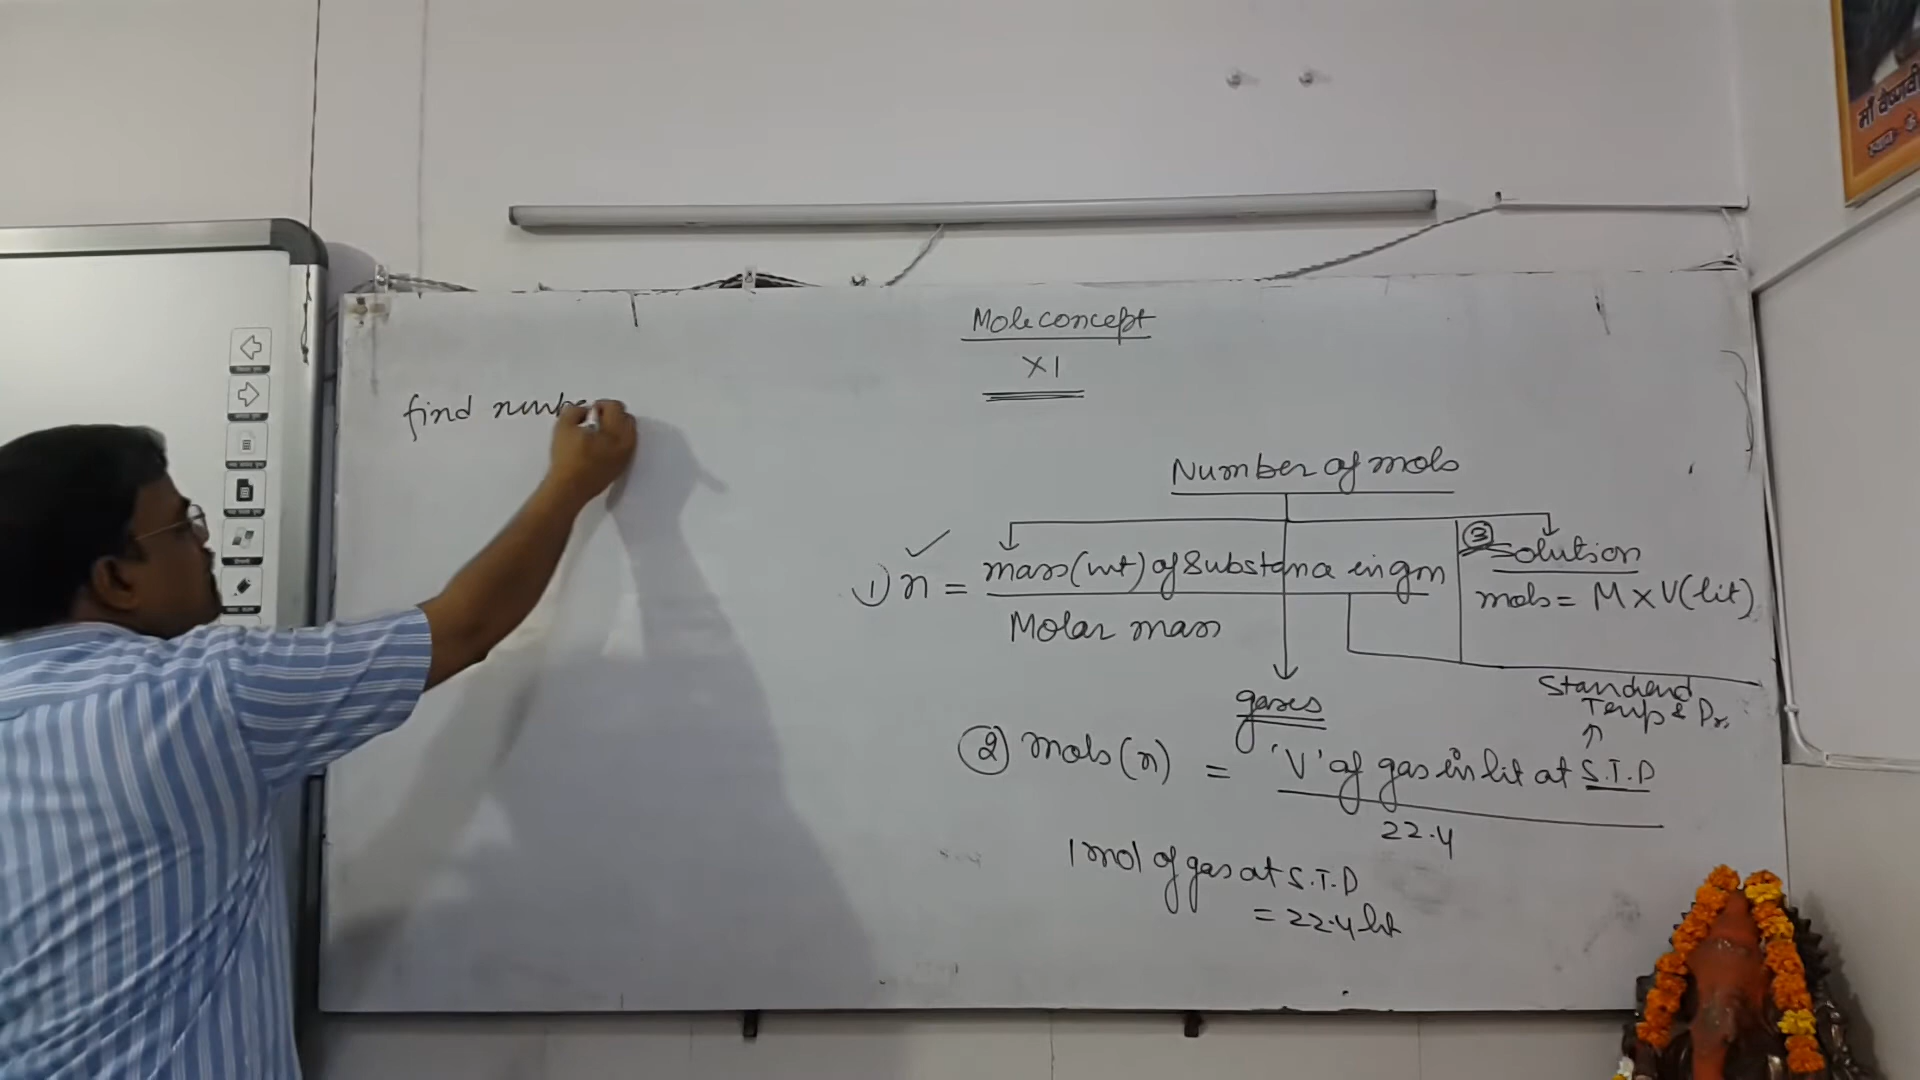 Mole concept
XI
find numbe
Number of mols
1) n = mass (wt) of Substance in gm
Molar mass
③ Solution
mols = M x V (lit)
gases
Standard
Temp & Pr.
② mols (n) = 'V' of gas in lit at S.T.P
22.4
1 mol of gas at S.T.P
= 22.4 lit
माँ वैष्णवी